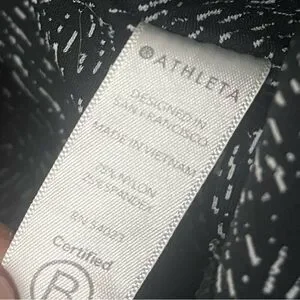 ATHLETA
DESIGNED IN
SAN FRANCISCO
MADE IN VIETNAM
75% NYLON
25% SPANDEX
RN 54023
Certified
B